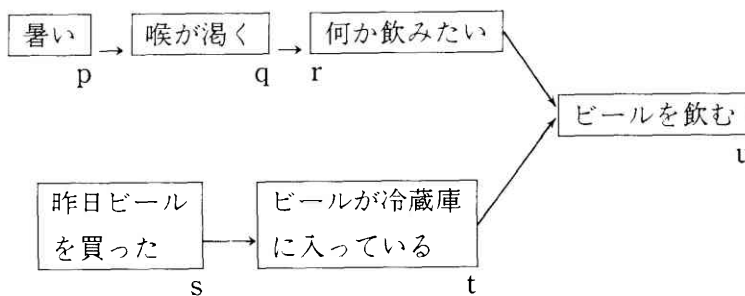 暑い → 喉が渇く → 何か飲みたい
p q r
ビールを飲む
u
昨日ビール
を買った
s
ビールが冷蔵庫
に入っている
t